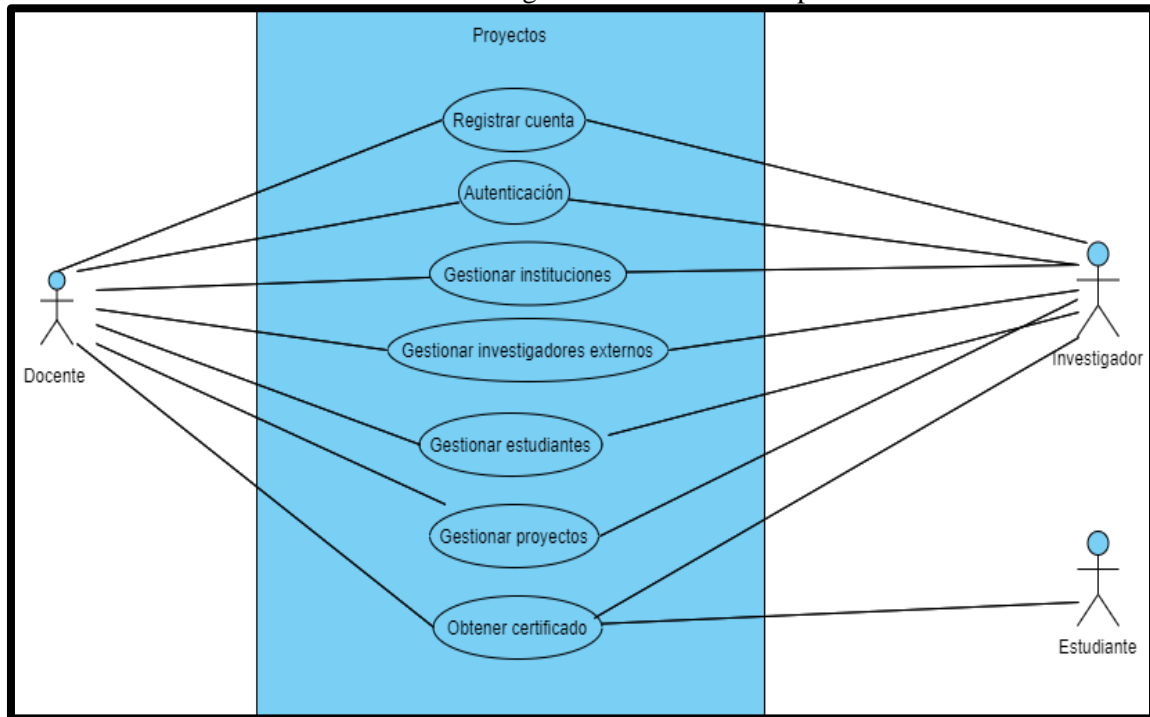 Proyectos
Registrar cuenta
Autenticación
Gestionar instituciones
Gestionar investigadores externos
Docente
Investigador
Gestionar estudiantes
Gestionar proyectos
Obtener certificado
Estudiante